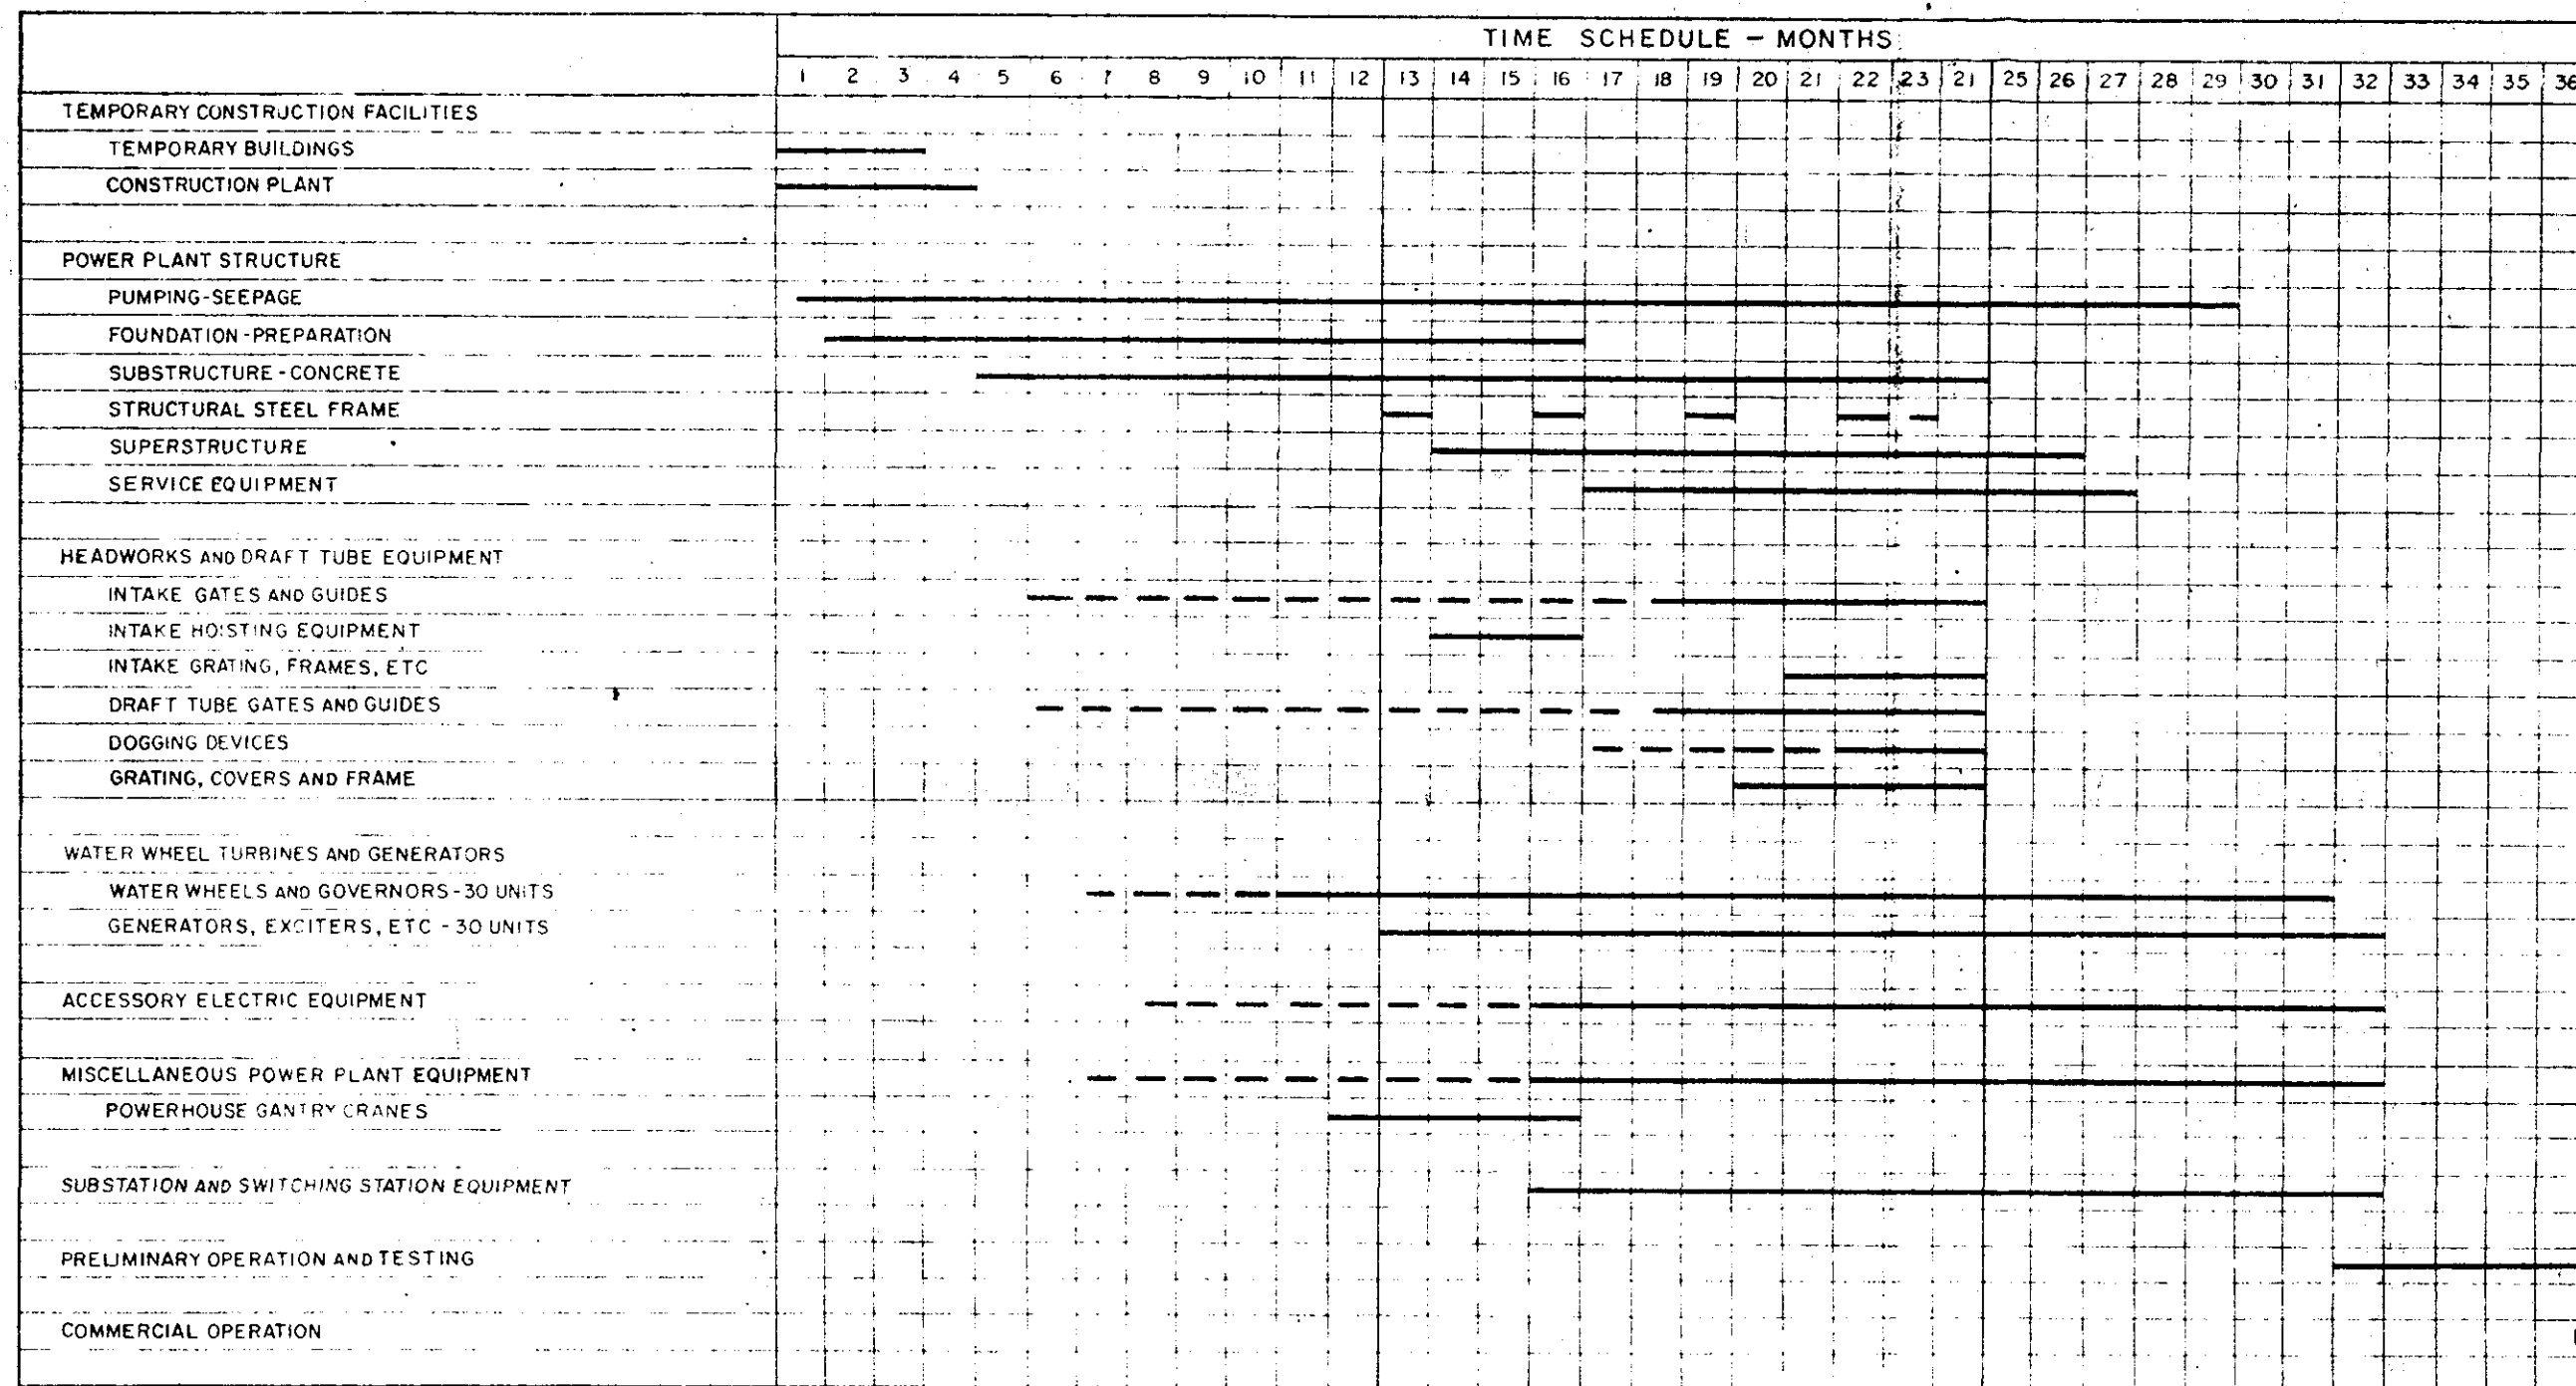 TIME SCHEDULE - MONTHS
1 2 3 4 5 6 7 8 9 10 11 12 13 14 15 16 17 18 19 20 21 22 23 21 25 26 27 28 29 30 31 32 33 34 35 36
TEMPORARY CONSTRUCTION FACILITIES
TEMPORARY BUILDINGS
CONSTRUCTION PLANT
POWER PLANT STRUCTURE
PUMPING-SEEPAGE
FOUNDATION-PREPARATION
SUBSTRUCTURE-CONCRETE
STRUCTURAL STEEL FRAME
SUPERSTRUCTURE
SERVICE EQUIPMENT
HEADWORKS AND DRAFT TUBE EQUIPMENT
INTAKE GATES AND GUIDES
INTAKE HOISTING EQUIPMENT
INTAKE GRATING, FRAMES, ETC
DRAFT TUBE GATES AND GUIDES
DOGGING DEVICES
GRATING, COVERS AND FRAME
WATER WHEEL TURBINES AND GENERATORS
WATER WHEELS AND GOVERNORS-30 UNITS
GENERATORS, EXCITERS, ETC - 30 UNITS
ACCESSORY ELECTRIC EQUIPMENT
MISCELLANEOUS POWER PLANT EQUIPMENT
POWERHOUSE GANTRY CRANES
SUBSTATION AND SWITCHING STATION EQUIPMENT
PRELIMINARY OPERATION AND TESTING
COMMERCIAL OPERATION